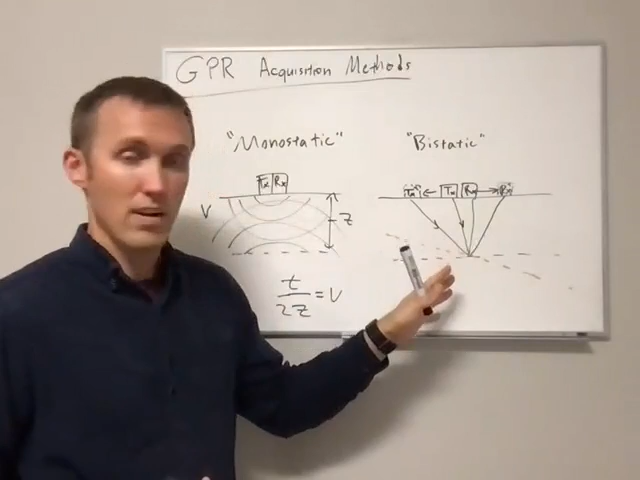 GPR Acquisition Methods
"Monostatic"
Tx Rx
V
Z
t/2Z = V
"Bistatic"
Tx Tx Rx Rx